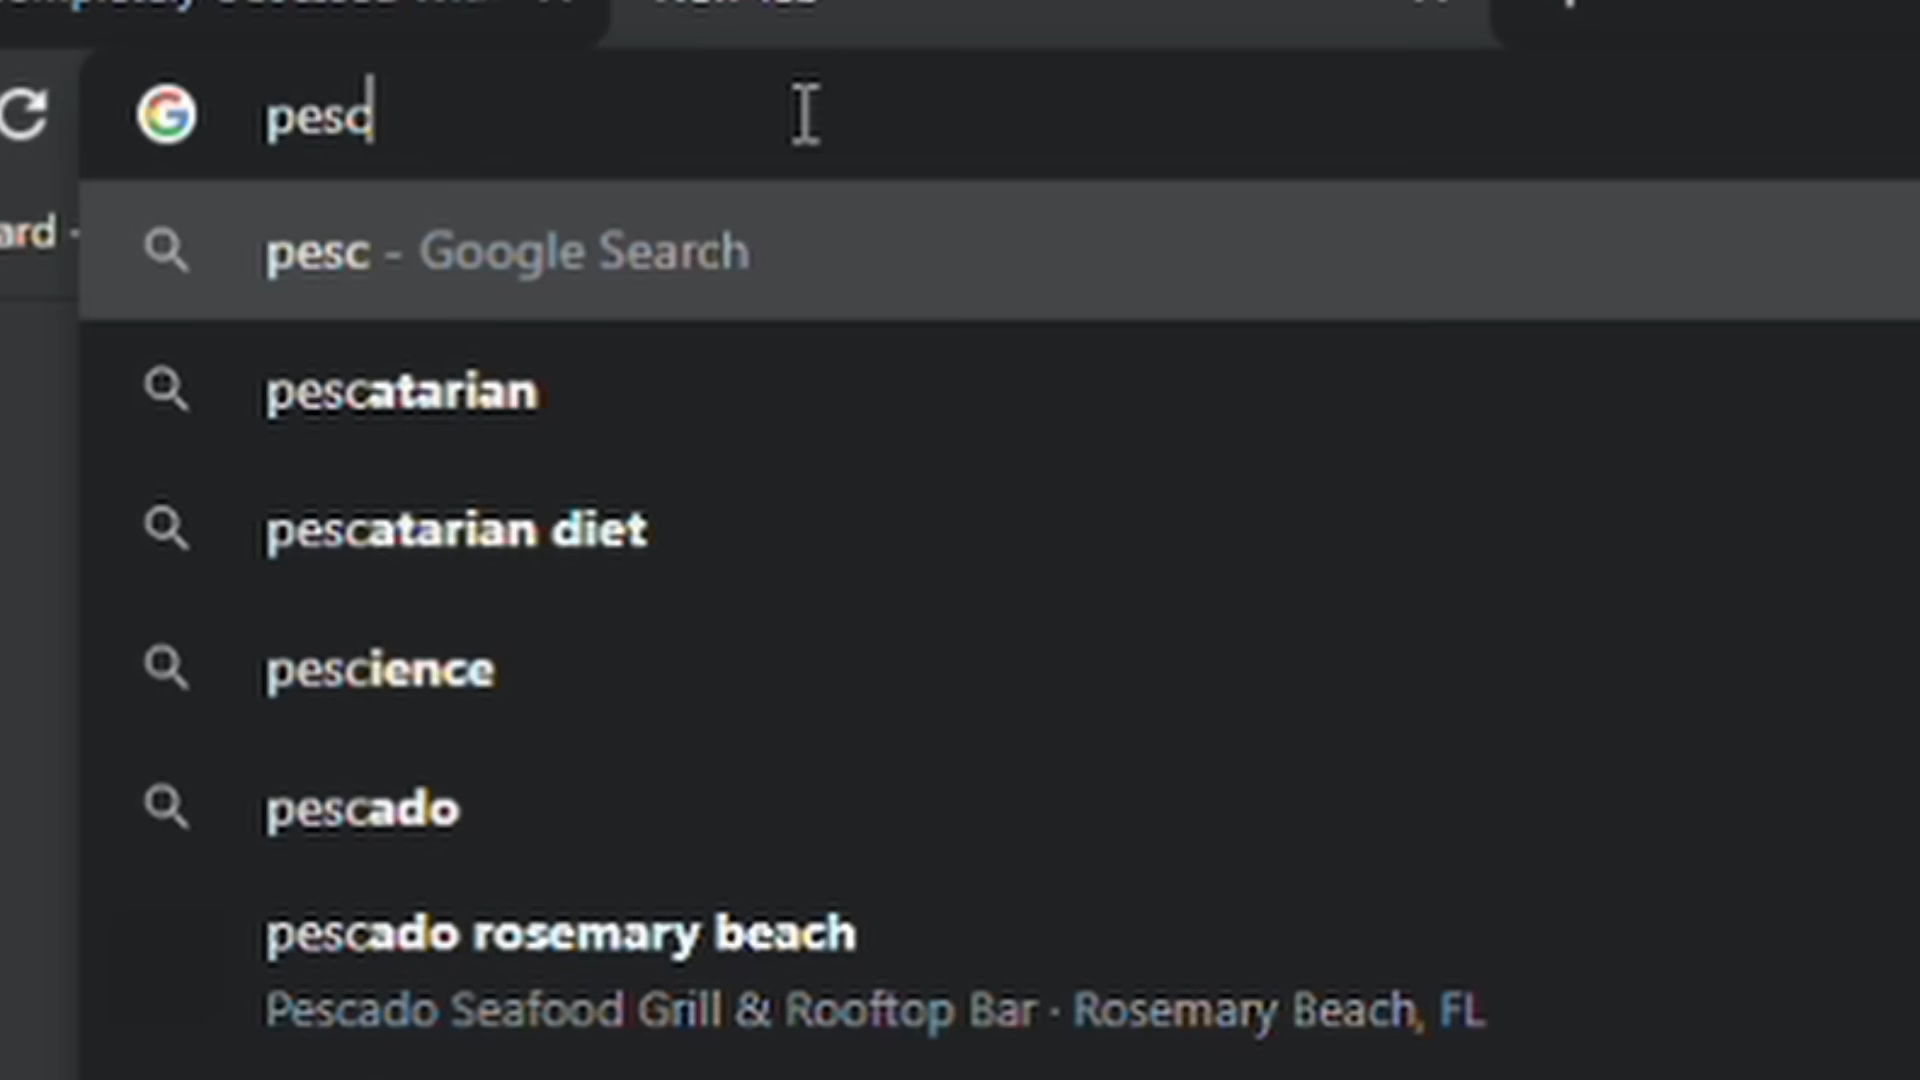 pesc
ard -
pesc - Google Search
pescatarian
pescatarian diet
pescience
pescado
pescado rosemary beach
Pescado Seafood Grill & Rooftop Bar · Rosemary Beach, FL